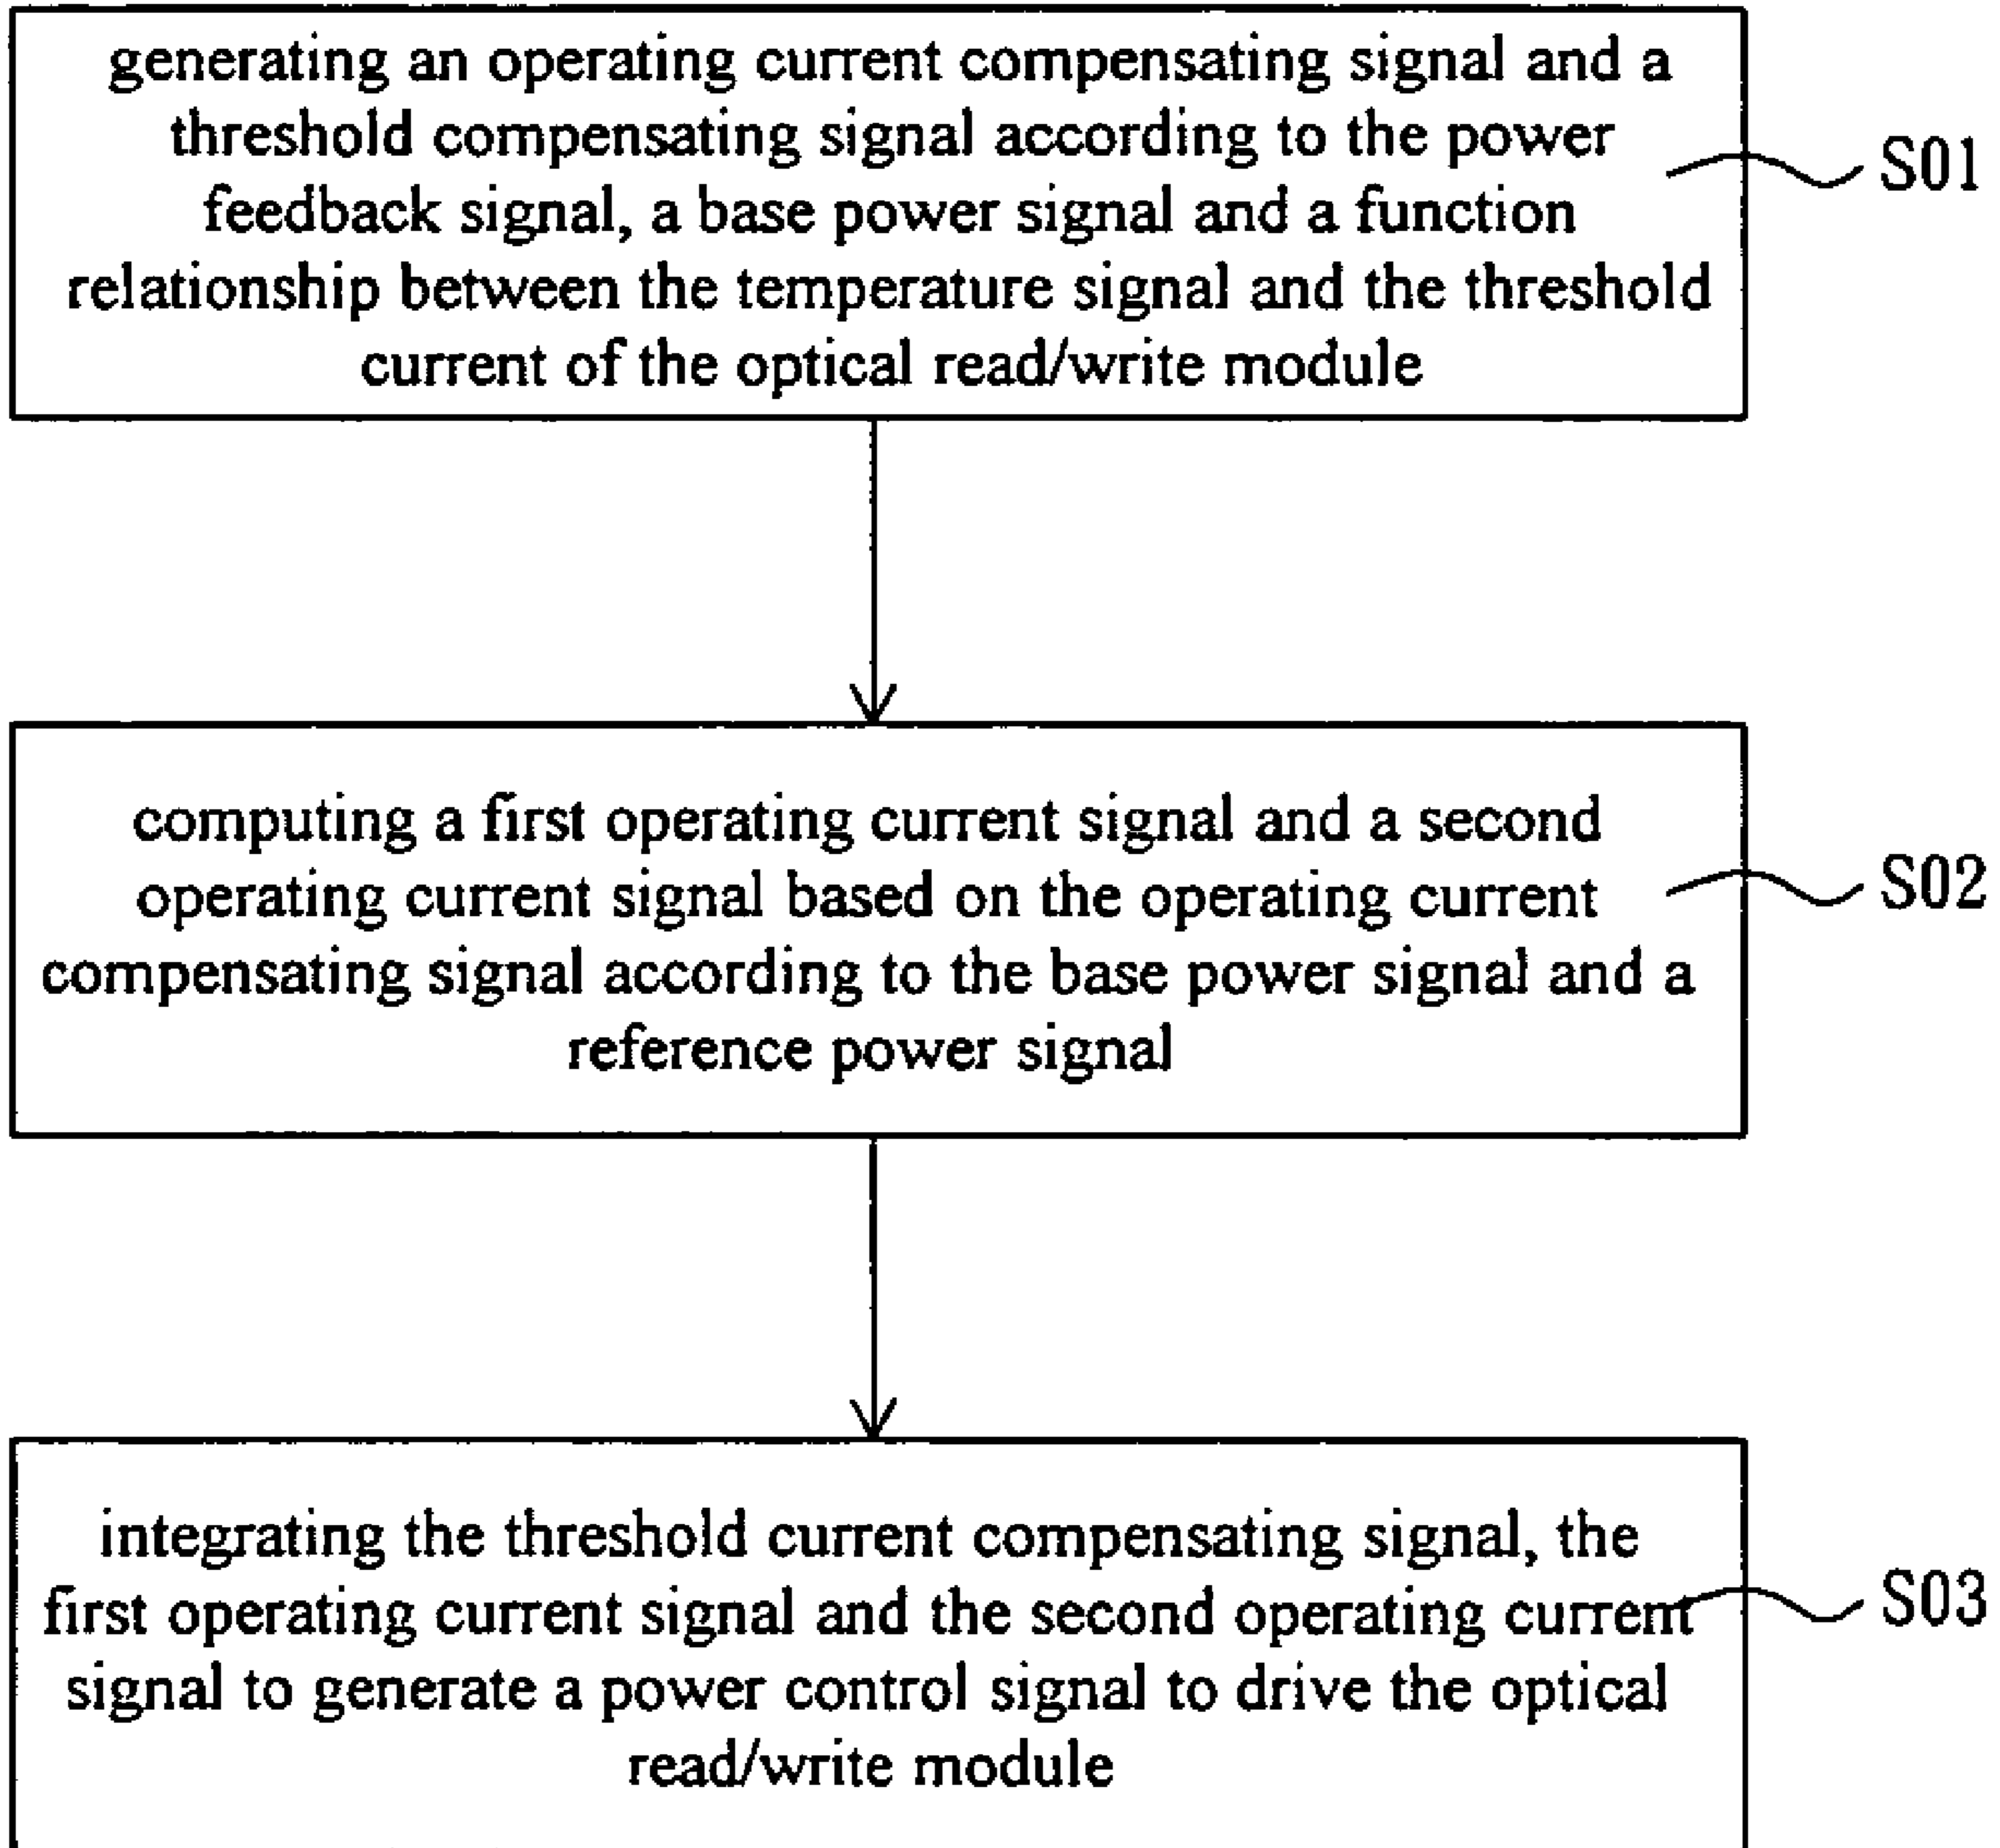 generating an operating current compensating signal and a
threshold compensating signal according to the power
feedback signal, a base power signal and a function
relationship between the temperature signal and the threshold
current of the optical read/write module
S01
computing a first operating current signal and a second
operating current signal based on the operating current
compensating signal according to the base power signal and a
reference power signal
S02
integrating the threshold current compensating signal, the
first operating current signal and the second operating current
signal to generate a power control signal to drive the optical
read/write module
S03